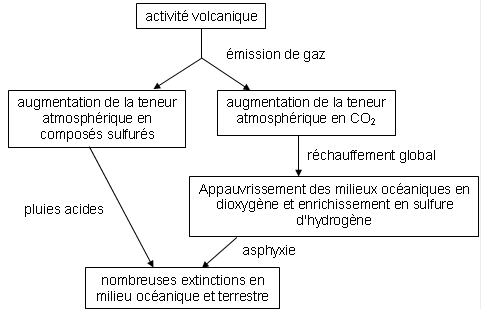 activité volcanique
émission de gaz
augmentation de la teneur
atmosphérique en
composés sulfurés
augmentation de la teneur
atmosphérique en CO₂
réchauffement global
Appauvrissement des milieux océaniques en
dioxygène et enrichissement en sulfure
d'hydrogène
pluies acides
asphyxie
nombreuses extinctions en
milieu océanique et terrestre